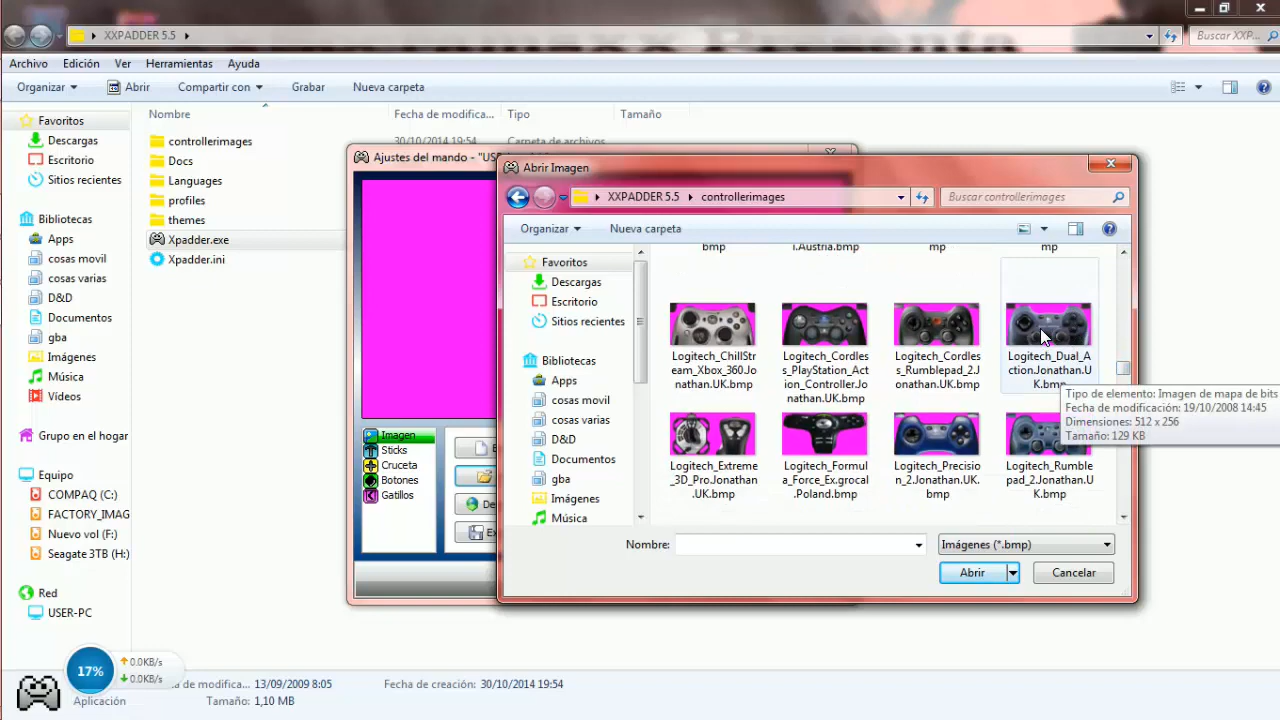 XXPADDER 5.5
Buscar XXP...
Archivo Edición Ver Herramientas Ayuda
Organizar Abrir Compartir con Grabar Nueva carpeta
Nombre Fecha de modifica... Tipo Tamaño
Favoritos
Descargas
Escritorio
Sitios recientes
Bibliotecas
Apps
cosas movil
cosas varias
D&D
Documentos
gba
Imágenes
Música
Vídeos
Grupo en el hogar
Equipo
COMPAQ (C:)
FACTORY_IMAG
Nuevo vol (F:)
Seagate 3TB (H:)
Red
USER-PC
controllerimages 30/10/2014 19:54 Carpeta de archivos
Docs
Languages
profiles
themes
Xpadder.exe
Xpadder.ini
Ajustes del mando - "US
Imagen
Sticks
Cruceta
Botones
Gatillos
E
De
Ex
Abrir Imagen
XXPADDER 5.5 controllerimages
Buscar controllerimages
Organizar Nueva carpeta
Favoritos
Descargas
Escritorio
Sitios recientes
Bibliotecas
Apps
cosas movil
cosas varias
D&D
Documentos
gba
Imágenes
Música
bmp
i.Austria.bmp
mp
mp
Logitech_ChillStr
eam_Xbox_360.Jo
nathan.UK.bmp
Logitech_Cordles
s_PlayStation_Act
ion_Controller.Jo
nathan.UK.bmp
Logitech_Cordles
s_Rumblepad_2.J
onathan.UK.bmp
Logitech_Dual_A
ction.Jonathan.U
K.bmp
Logitech_Extreme
_3D_Pro.Jonathan
.UK.bmp
Logitech_Formul
a_Force_Ex.grocal
.Poland.bmp
Logitech_Precisio
n_2.Jonathan.UK.
bmp
Logitech_Rumble
pad_2.Jonathan.U
K.bmp
Tipo de elemento: Imagen de mapa de bits
Fecha de modificación: 19/10/2008 14:45
Dimensiones: 512 x 256
Tamaño: 129 KB
Nombre:
Imágenes (*.bmp)
Abrir Cancelar
17%
0.0KB/s
0.0KB/s
a de modifica... 13/09/2009 8:05 Fecha de creación: 30/10/2014 19:54
Aplicación Tamaño: 1,10 MB